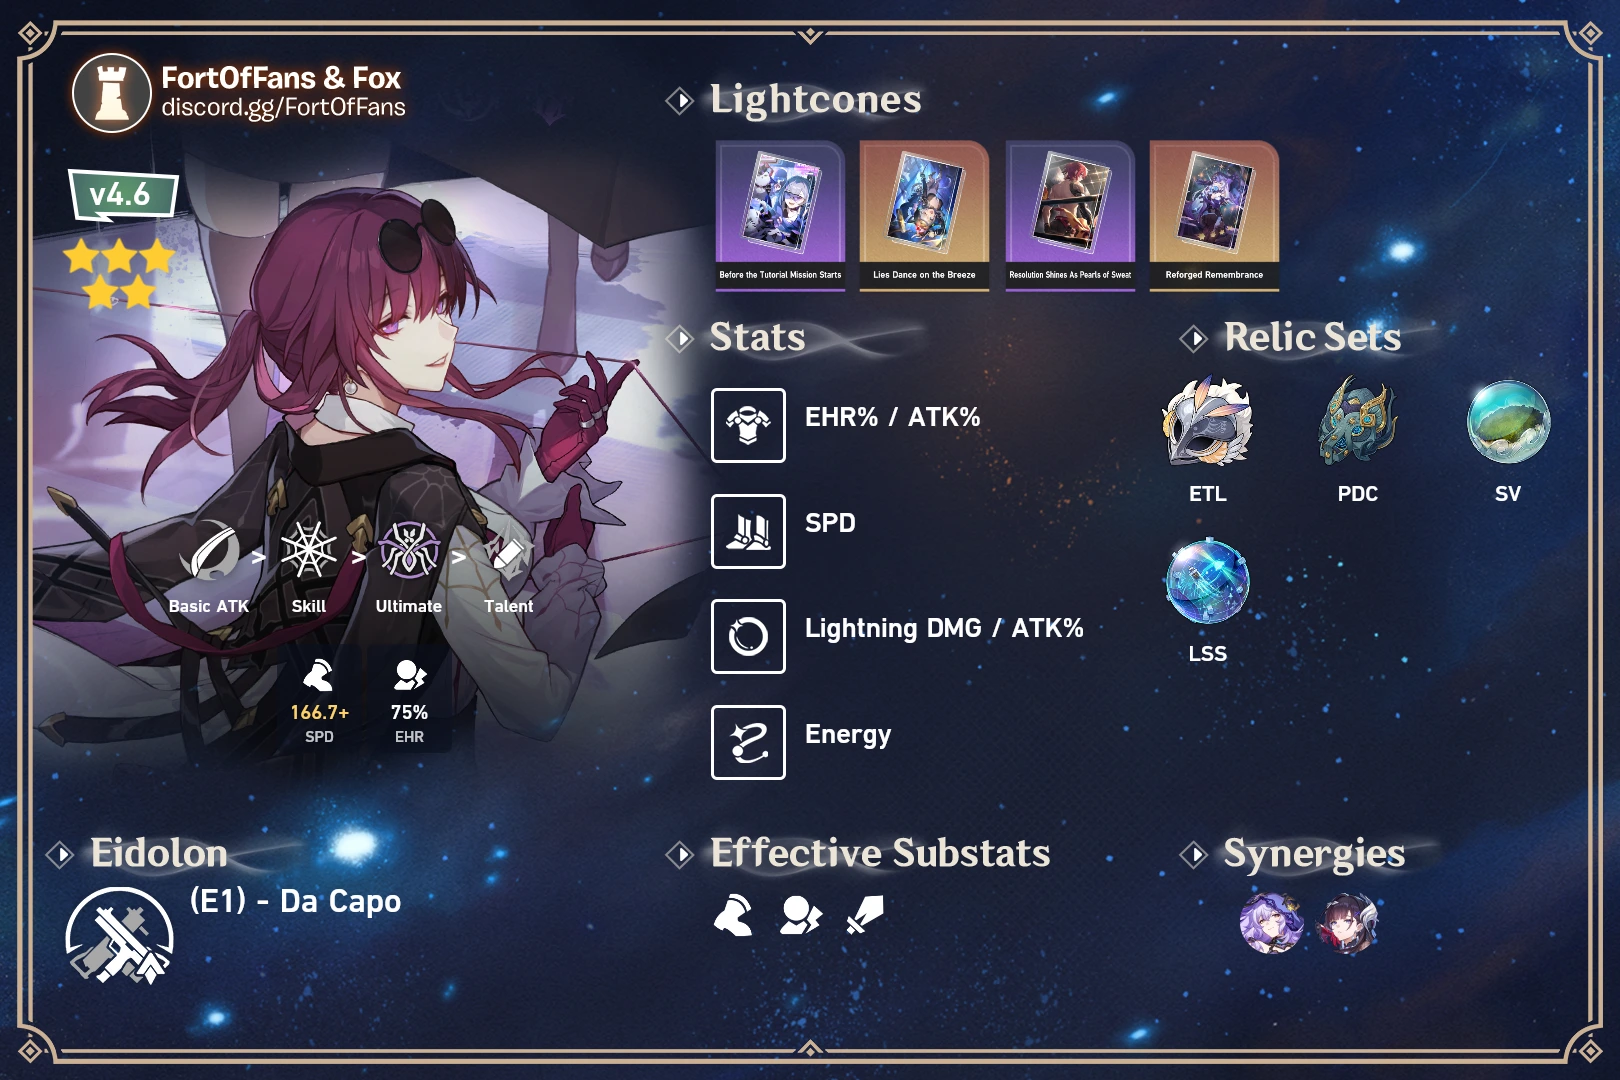 FortOfFans & Fox
discord.gg/FortOfFans
v4.6
Basic ATK > Skill > Ultimate > Talent
166.7+
SPD
75%
EHR
Eidolon
(E1) - Da Capo
Lightcones
Before the Tutorial Mission Starts
Lies Dance on the Breeze
Resolution Shines As Pearls of Sweat
Reforged Remembrance
Stats
EHR% / ATK%
SPD
Lightning DMG / ATK%
Energy
Relic Sets
ETL
PDC
SV
LSS
Effective Substats
Synergies